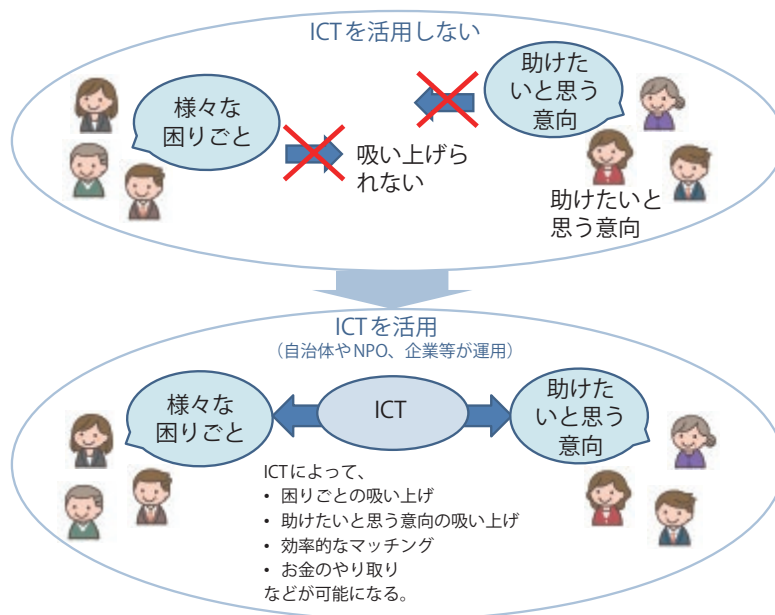 ICTを活用しない
様々な
困りごと
助けた
いと思う
意向
吸い上げら
れない
助けたいと
思う意向
ICTを活用
（自治体やNPO、企業等が運用）
様々な
困りごと
ICT
助けた
いと思う
意向
ICTによって、
• 困りごとの吸い上げ
• 助けたいと思う意向の吸い上げ
• 効率的なマッチング
• お金のやり取り
などが可能になる。